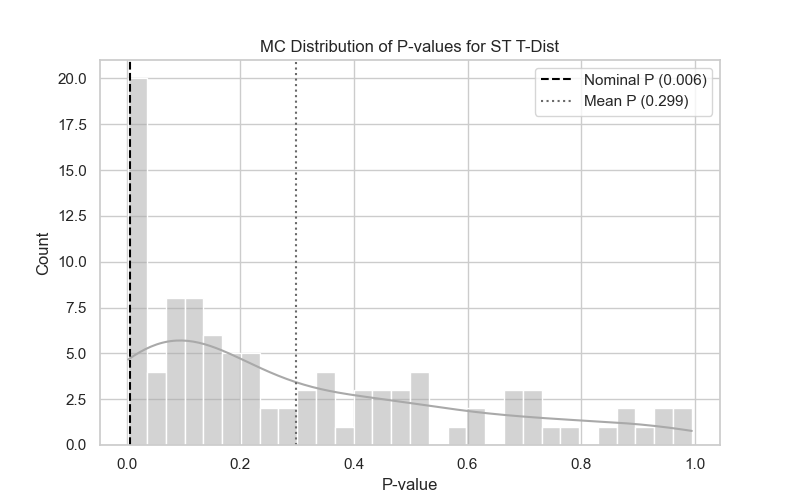 MC Distribution of P-values for ST T-Dist
Nominal P (0.006)
Mean P (0.299)
20.0
17.5
15.0
12.5
10.0
7.5
5.0
2.5
0.0
Count
0.0 0.2 0.4 0.6 0.8 1.0
P-value